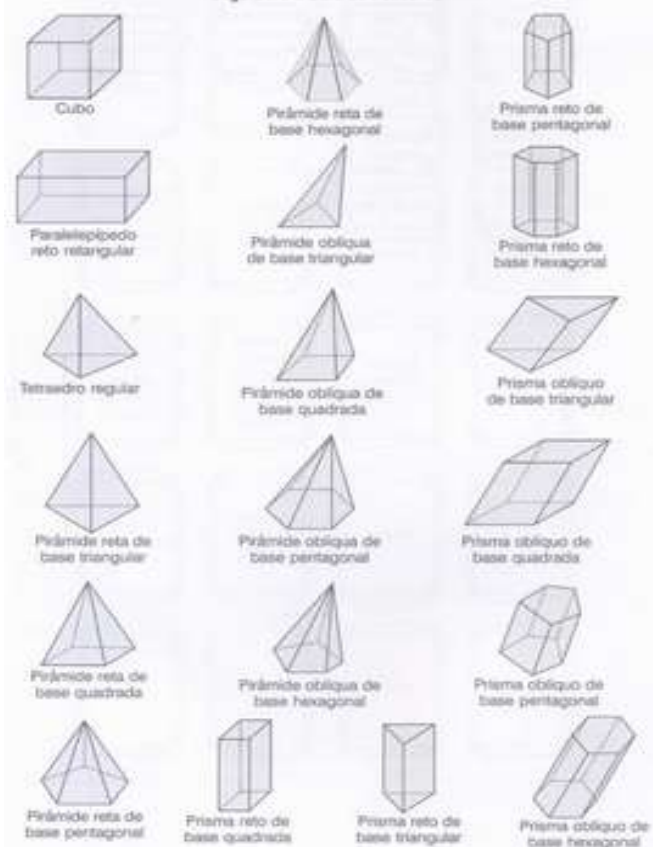 Cubo
Pirâmide reta de
base hexagonal
Prisma reto de
base pentagonal
Paralelepípedo
reto retangular
Pirâmide oblíqua
de base triangular
Prisma reto de
base hexagonal
Tetraedro regular
Pirâmide oblíqua de
base quadrada
Prisma oblíquo
de base triangular
Pirâmide reta de
base triangular
Pirâmide oblíqua de
base pentagonal
Prisma oblíquo de
base quadrada
Pirâmide reta de
base quadrada
Pirâmide oblíqua de
base hexagonal
Prisma oblíquo de
base pentagonal
Pirâmide reta de
base pentagonal
Prisma reto de
base quadrada
Prisma reto de
base triangular
Prisma oblíquo de
base hexagonal